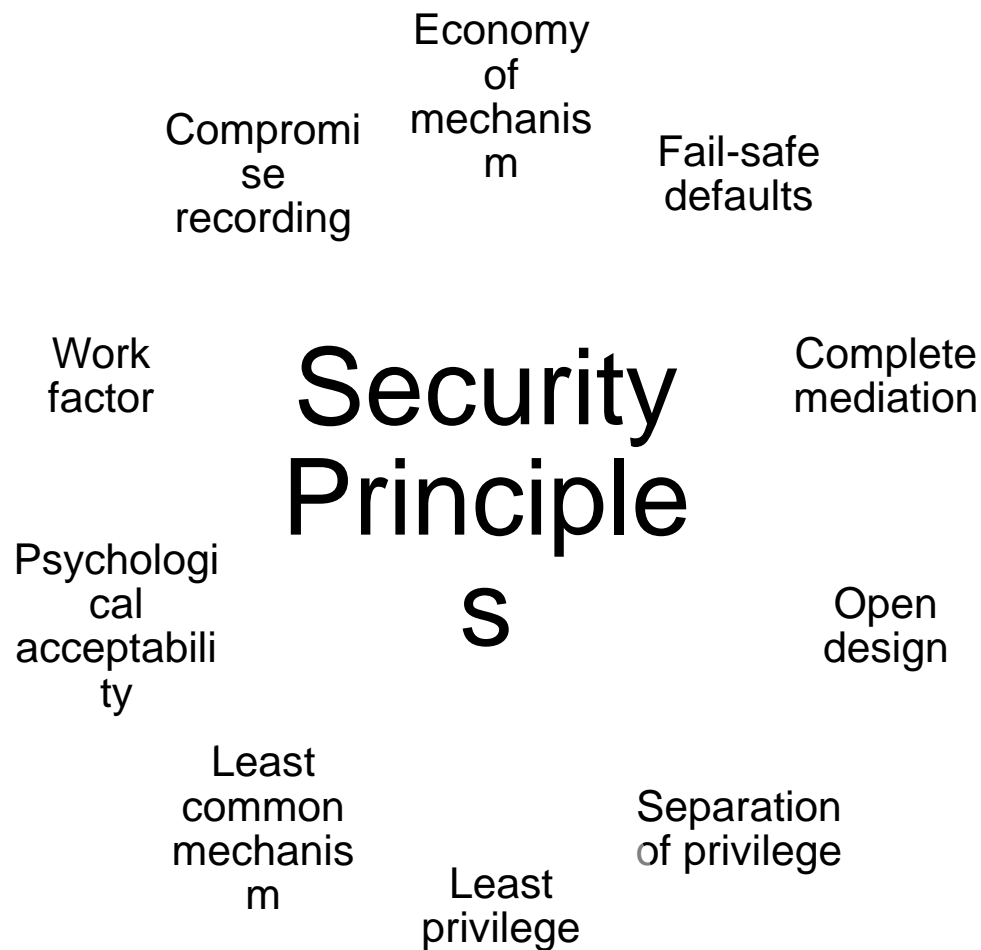 Economy
of
mechanis
m
Fail-safe
defaults
Complete
mediation
Open
design
Separation
of privilege
Least
privilege
Least
common
mechanis
m
Psychologi
cal
acceptabili
ty
Work
factor
Compromi
se
recording
Security
Principle
s